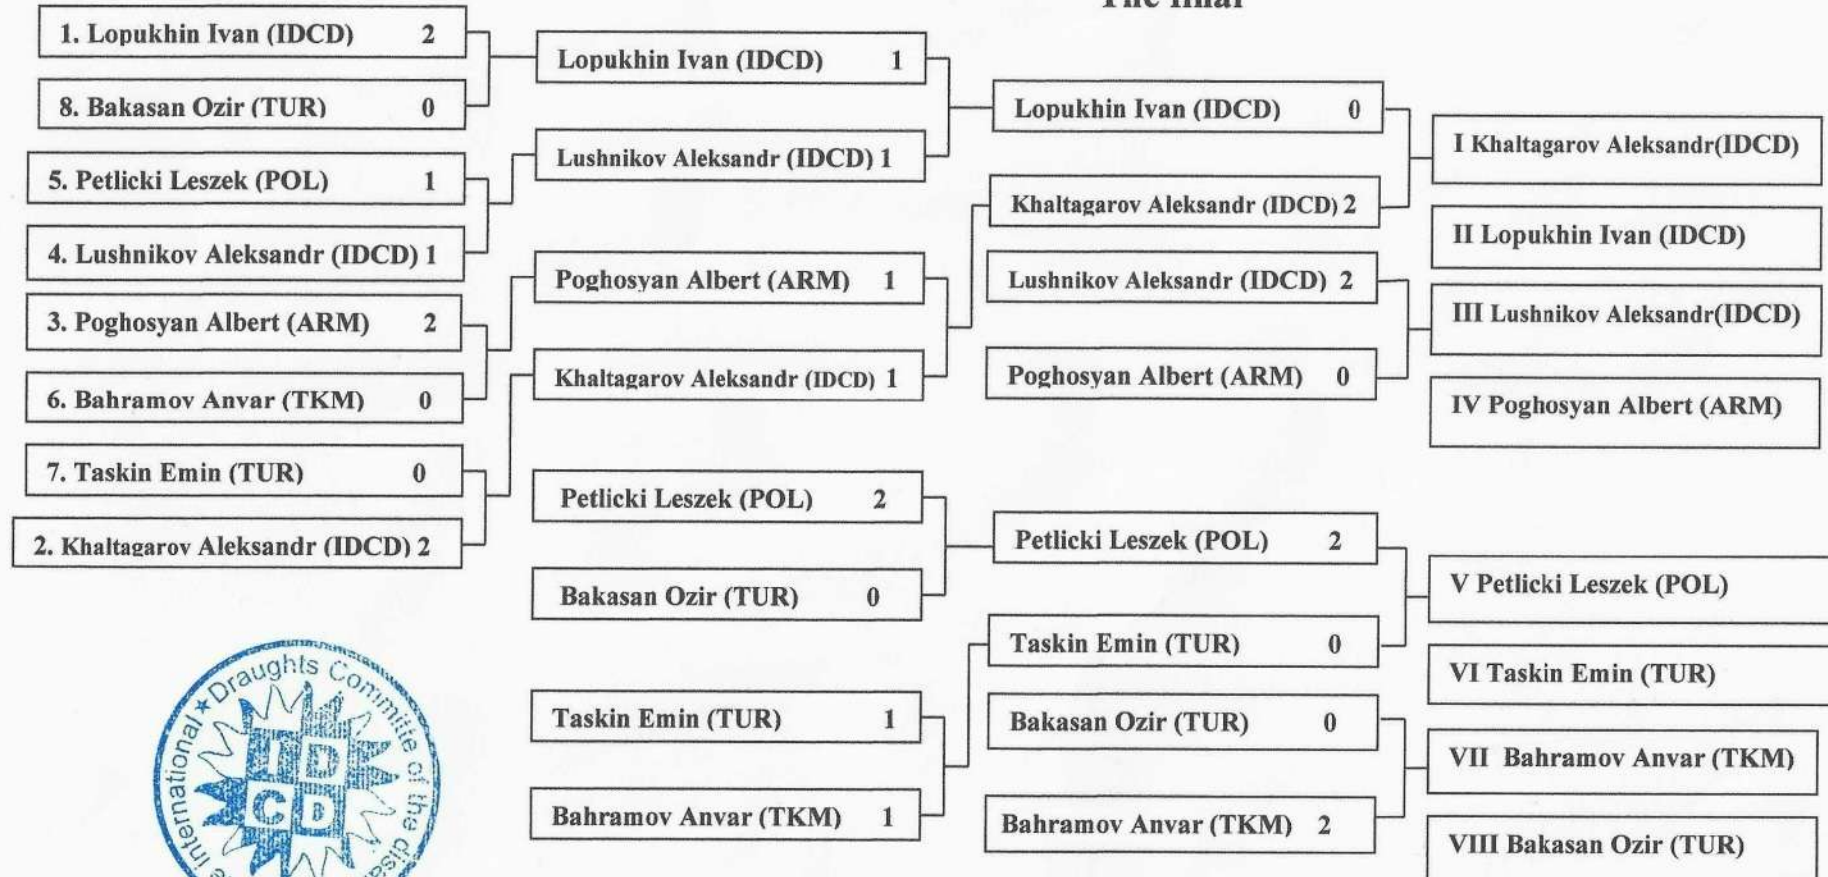 The final
1. Lopukhin Ivan (IDCD) 2
8. Bakasan Ozir (TUR) 0
5. Petlicki Leszek (POL) 1
4. Lushnikov Aleksandr (IDCD) 1
3. Poghosyan Albert (ARM) 2
6. Bahramov Anvar (TKM) 0
7. Taskin Emin (TUR) 0
2. Khaltagarov Aleksandr (IDCD) 2
Lopukhin Ivan (IDCD) 1
Lushnikov Aleksandr (IDCD) 1
Poghosyan Albert (ARM) 1
Khaltagarov Aleksandr (IDCD) 1
Petlicki Leszek (POL) 2
Bakasan Ozir (TUR) 0
Taskin Emin (TUR) 1
Bahramov Anvar (TKM) 1
Lopukhin Ivan (IDCD) 0
Khaltagarov Aleksandr (IDCD) 2
Lushnikov Aleksandr (IDCD) 2
Poghosyan Albert (ARM) 0
Petlicki Leszek (POL) 2
Taskin Emin (TUR) 0
Bakasan Ozir (TUR) 0
Bahramov Anvar (TKM) 2
I Khaltagarov Aleksandr(IDCD)
II Lopukhin Ivan (IDCD)
III Lushnikov Aleksandr(IDCD)
IV Poghosyan Albert (ARM)
V Petlicki Leszek (POL)
VI Taskin Emin (TUR)
VII Bahramov Anvar (TKM)
VIII Bakasan Ozir (TUR)
international ★ Draughts Committe of the
ID
CD